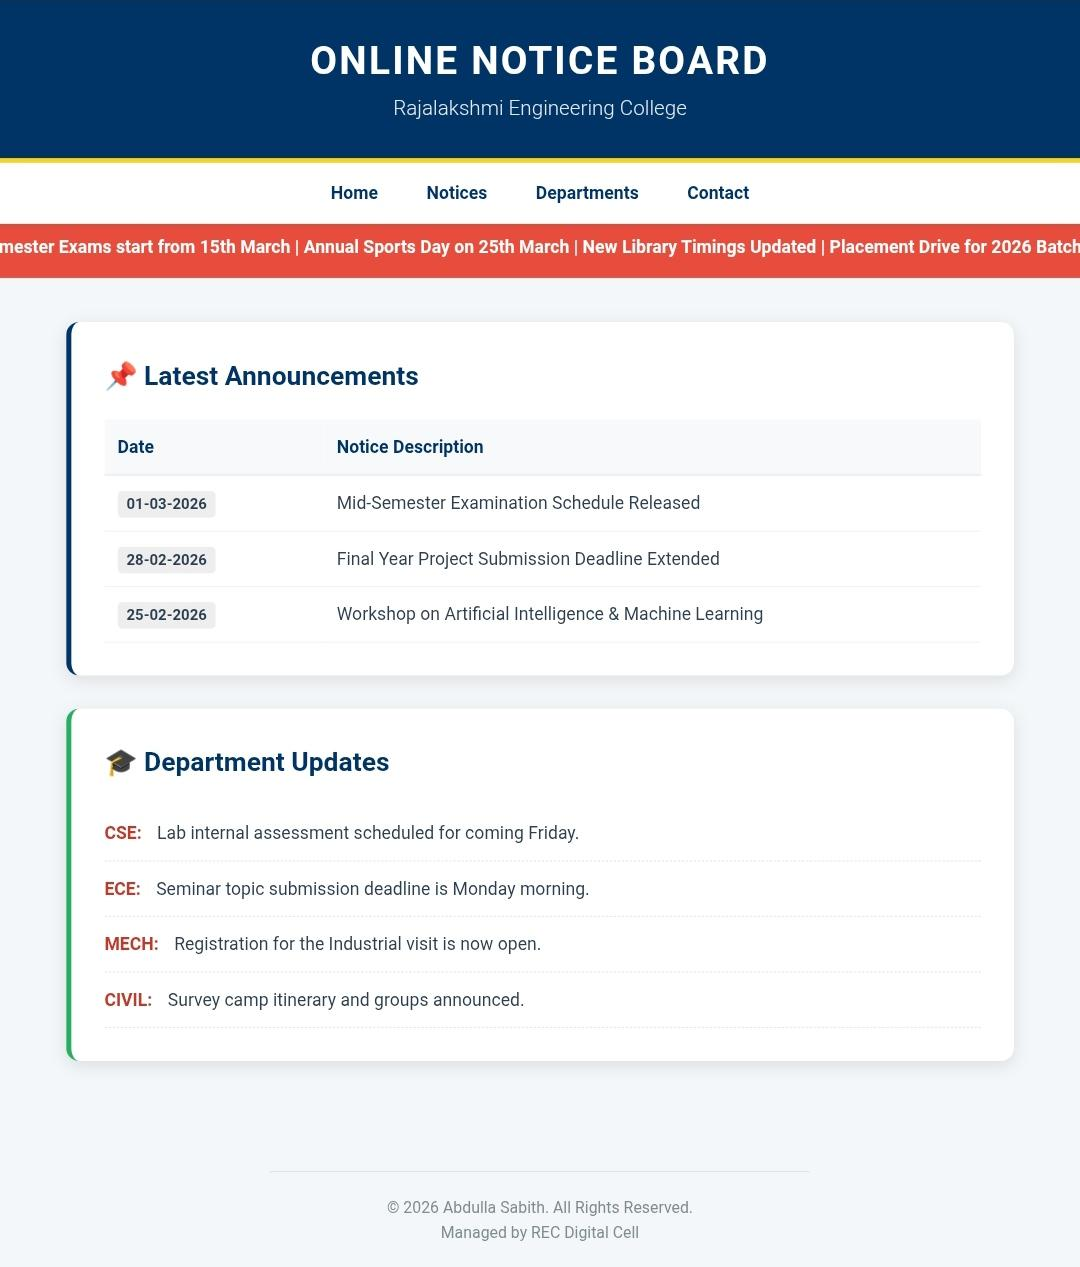 ONLINE NOTICE BOARD
Rajalakshmi Engineering College
Home Notices Departments Contact
mester Exams start from 15th March | Annual Sports Day on 25th March | New Library Timings Updated | Placement Drive for 2026 Batch
📌 Latest Announcements
Date Notice Description
01-03-2026 Mid-Semester Examination Schedule Released
28-02-2026 Final Year Project Submission Deadline Extended
25-02-2026 Workshop on Artificial Intelligence & Machine Learning
🎓 Department Updates
CSE: Lab internal assessment scheduled for coming Friday.
ECE: Seminar topic submission deadline is Monday morning.
MECH: Registration for the Industrial visit is now open.
CIVIL: Survey camp itinerary and groups announced.
© 2026 Abdulla Sabith. All Rights Reserved.
Managed by REC Digital Cell